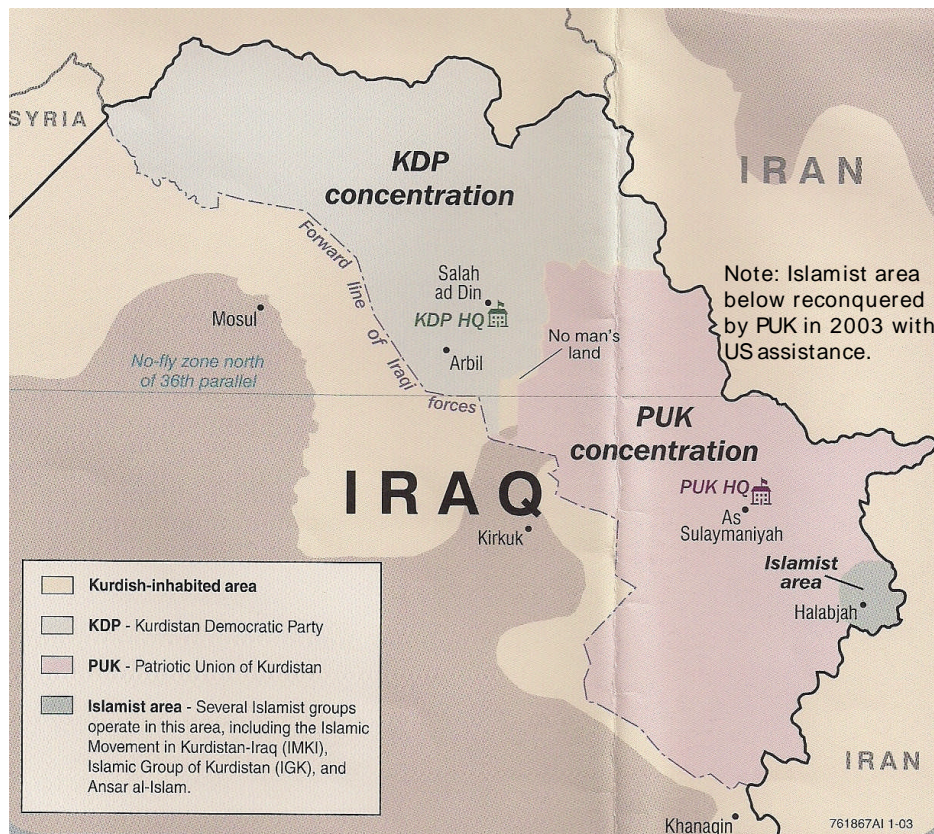 SYRIA
KDP
concentration
IRAN
Forward line of Iraqi forces
Salah
ad Din
KDP HQ
Arbil
Note: Islamist area
below reconquered
by PUK in 2003 with
US assistance.
Mosul
No man's
land
No-fly zone north
of 36th parallel
PUK
concentration
IRAQ
PUK HQ
As
Sulaymaniyah
Kirkuk
Islamist
area
Halabjah
Kurdish-inhabited area
KDP - Kurdistan Democratic Party
PUK - Patriotic Union of Kurdistan
Islamist area - Several Islamist groups
operate in this area, including the Islamic
Movement in Kurdistan-Iraq (IMKI),
Islamic Group of Kurdistan (IGK), and
Ansar al-Islam.
IRAN
Khanaqin
761867AI 1-03